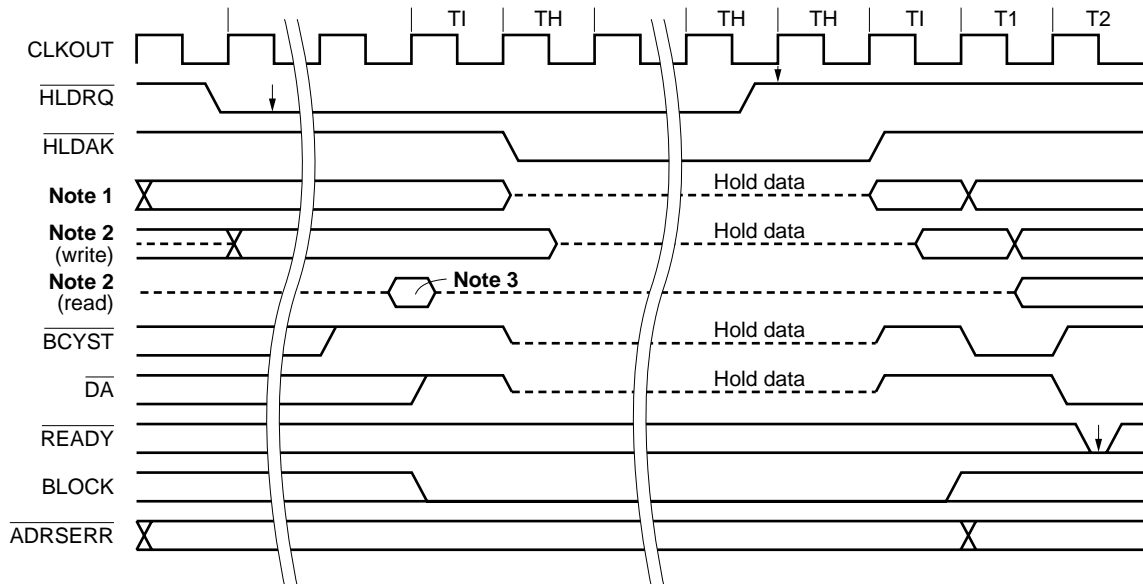 TI TH TH TH TI T1 T2
CLKOUT
HLDRQ
HLDAK
Note 1 Hold data
Note 2 Hold data
(write)
Note 2 Note 3
(read)
BCYST Hold data
DA Hold data
READY
BLOCK
ADRSERR